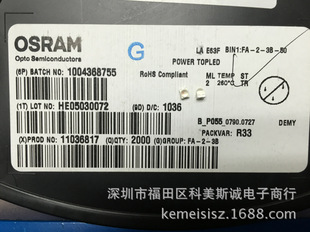 OSRAM
Opto Semiconductors
G
LA E63F BIN1:FA-2-3B-50
POWER TOPLED
(6P) BATCH NO: 1004368755
RoHS Compliant
ML TEMP ST
2 260°C TR
(1T) LOT NO: HE05030072 (9D) D/C: 1036
B_P055_0790.0727 DEMY
PACKVAR: R33
(X)PROD NO: 11036817 (Q)QTY: 2000 (G)GROUP: FA-2-3B
深圳市福田区科美斯诚电子商行
kemeisisz.1688.com